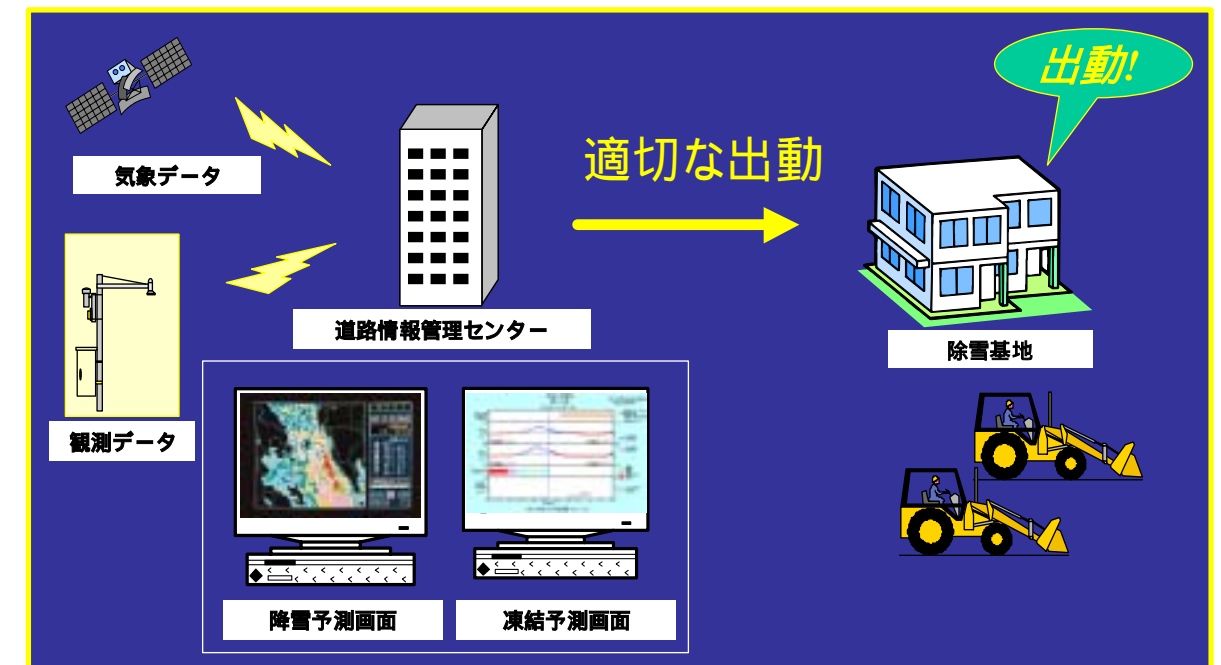 出動!
気象データ
適切な出動
道路情報管理センター
除雪基地
観測データ
降雪予測画面
凍結予測画面